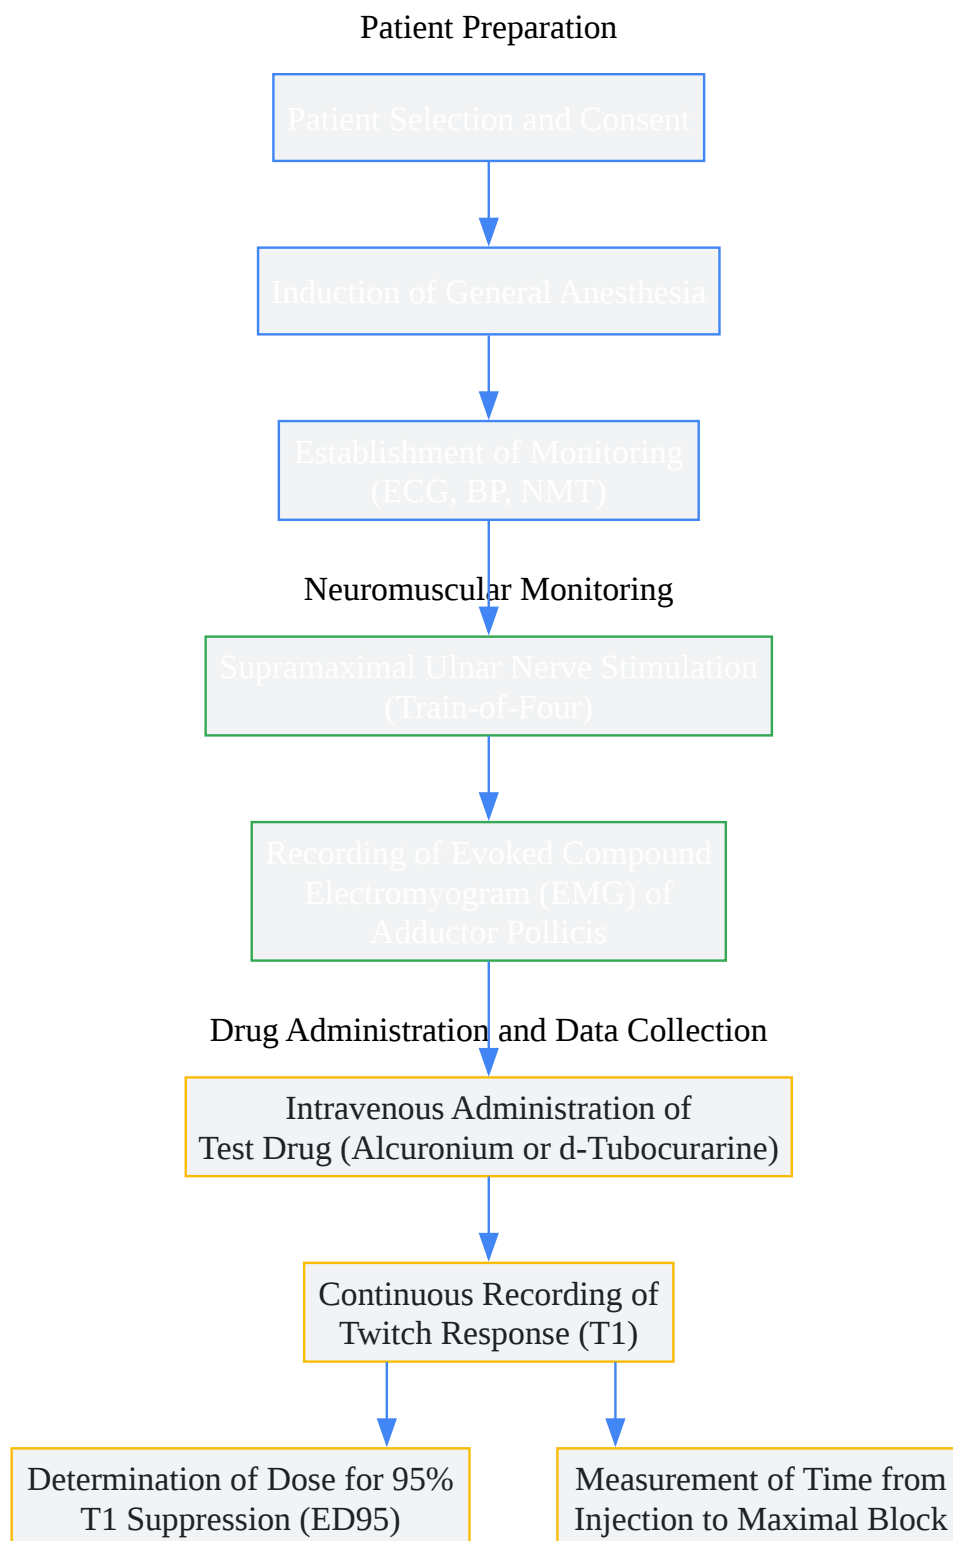 Patient Preparation
Patient Selection and Consent
Induction of General Anesthesia
Establishment of Monitoring
(ECG, BP, NMT)
Neuromuscular Monitoring
Supramaximal Ulnar Nerve Stimulation
(Train-of-Four)
Recording of Evoked Compound
Electromyogram (EMG) of
Adductor Pollicis
Drug Administration and Data Collection
Intravenous Administration of
Test Drug (Alcuronium or d-Tubocurarine)
Continuous Recording of
Twitch Response (T1)
Determination of Dose for 95%
T1 Suppression (ED95)
Measurement of Time from
Injection to Maximal Block